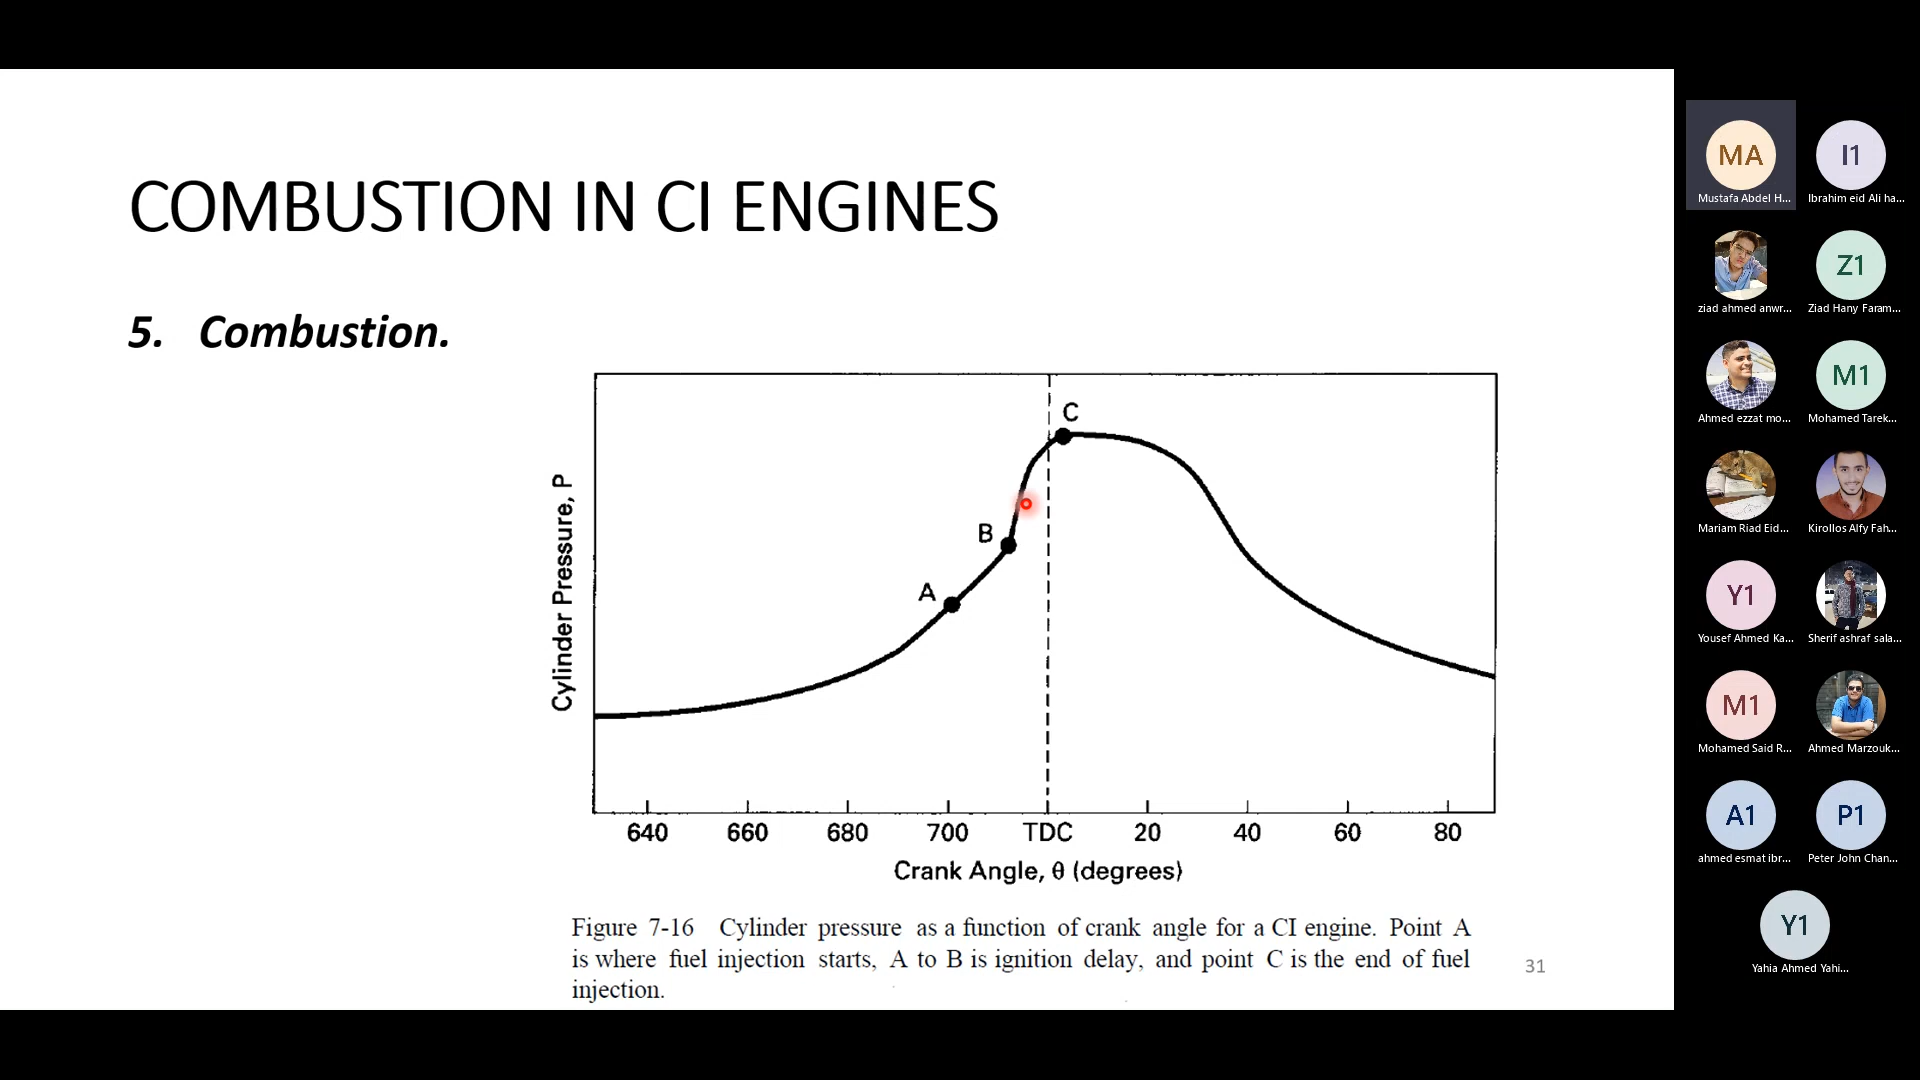 COMBUSTION IN CI ENGINES
5. Combustion.
Cylinder Pressure, P
A
B
C
640 660 680 700 TDC 20 40 60 80
Crank Angle, θ (degrees)
Figure 7-16 Cylinder pressure as a function of crank angle for a CI engine. Point A
is where fuel injection starts, A to B is ignition delay, and point C is the end of fuel
injection.
31
MA
Mustafa Abdel H...
I1
Ibrahim eid Ali ha...
ziad ahmed anwr...
Z1
Ziad Hany Faram...
Ahmed ezzat mo...
M1
Mohamed Tarek...
Mariam Riad Eid...
Kirollos Alfy Fah...
Y1
Yousef Ahmed Ka...
Sherif ashraf sala...
M1
Mohamed Said R...
Ahmed Marzouk...
A1
ahmed esmat ibr...
P1
Peter John Chan...
Y1
Yahia Ahmed Yahi...